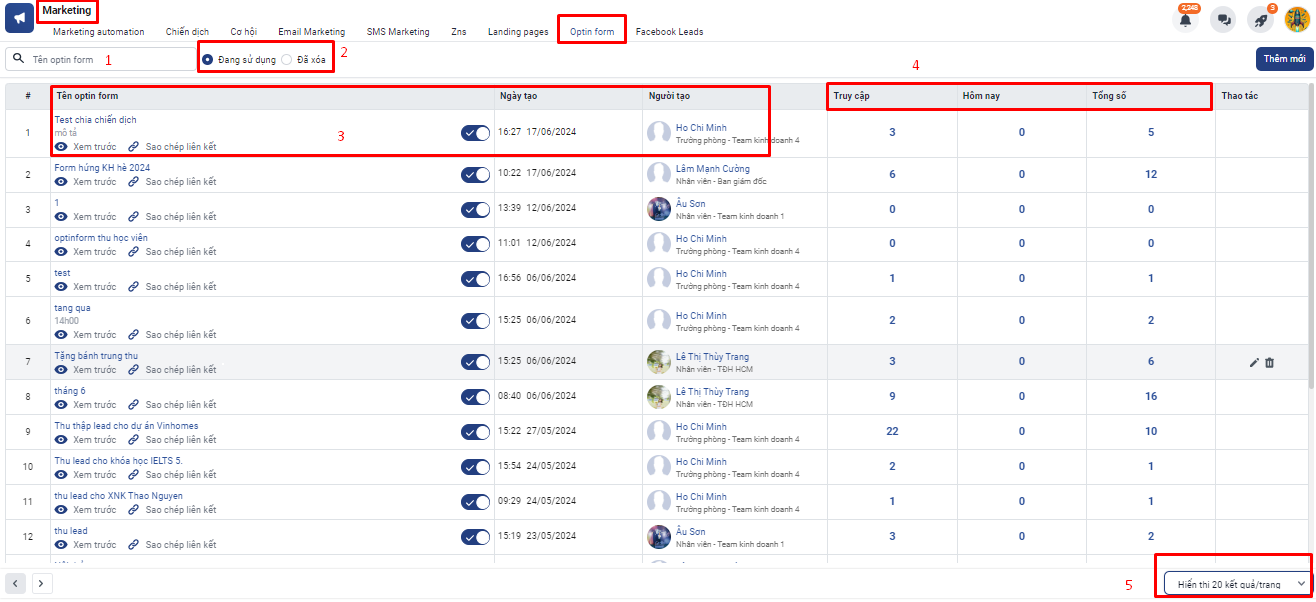 Marketing
2,248
3
Marketing automation Chiến dịch Cơ hội Email Marketing SMS Marketing Zns Landing pages Optin form Facebook Leads
Tên optin form 1 Đang sử dụng Đã xóa 2 4 Thêm mới
# Tên optin form Ngày tạo Người tạo Truy cập Hôm nay Tổng số Thao tác
Test chia chiến dịch
1 mô tả 3 16:27 17/06/2024 Ho Chi Minh 3 0 5
Xem trước Sao chép liên kết Trưởng phòng - Team kinh doanh 4
Form hứng KH hè 2024 Lâm Mạnh Cường
2 Xem trước Sao chép liên kết 10:22 17/06/2024 Nhân viên - Ban giám đốc 6 0 12
1 Âu Sơn
3 Xem trước Sao chép liên kết 13:39 12/06/2024 Nhân viên - Team kinh doanh 1 0 0 0
optinform thu học viên Ho Chi Minh
4 Xem trước Sao chép liên kết 11:01 12/06/2024 Trưởng phòng - Team kinh doanh 4 0 0 0
test Ho Chi Minh
5 Xem trước Sao chép liên kết 16:56 06/06/2024 Trưởng phòng - Team kinh doanh 4 1 0 1
tang qua
6 14h00 15:25 06/06/2024 Ho Chi Minh 2 0 2
Xem trước Sao chép liên kết Trưởng phòng - Team kinh doanh 4
Tặng bánh trung thu Lê Thị Thùy Trang
7 Xem trước Sao chép liên kết 15:25 06/06/2024 Nhân viên - TĐH HCM 3 0 6
tháng 6 Lê Thị Thùy Trang
8 Xem trước Sao chép liên kết 08:40 06/06/2024 Nhân viên - TĐH HCM 9 0 16
Thu thập lead cho dự án Vinhomes Ho Chi Minh
9 Xem trước Sao chép liên kết 15:22 27/05/2024 Trưởng phòng - Team kinh doanh 4 22 0 10
Thu lead cho khóa học IELTS 5. Ho Chi Minh
10 Xem trước Sao chép liên kết 15:54 24/05/2024 Trưởng phòng - Team kinh doanh 4 2 0 1
thu lead cho XNK Thao Nguyen Ho Chi Minh
11 Xem trước Sao chép liên kết 09:29 24/05/2024 Trưởng phòng - Team kinh doanh 4 1 0 1
thu lead Âu Sơn
12 Xem trước Sao chép liên kết 15:19 23/05/2024 Nhân viên - Team kinh doanh 1 3 0 2
5 Hiển thị 20 kết quả/trang